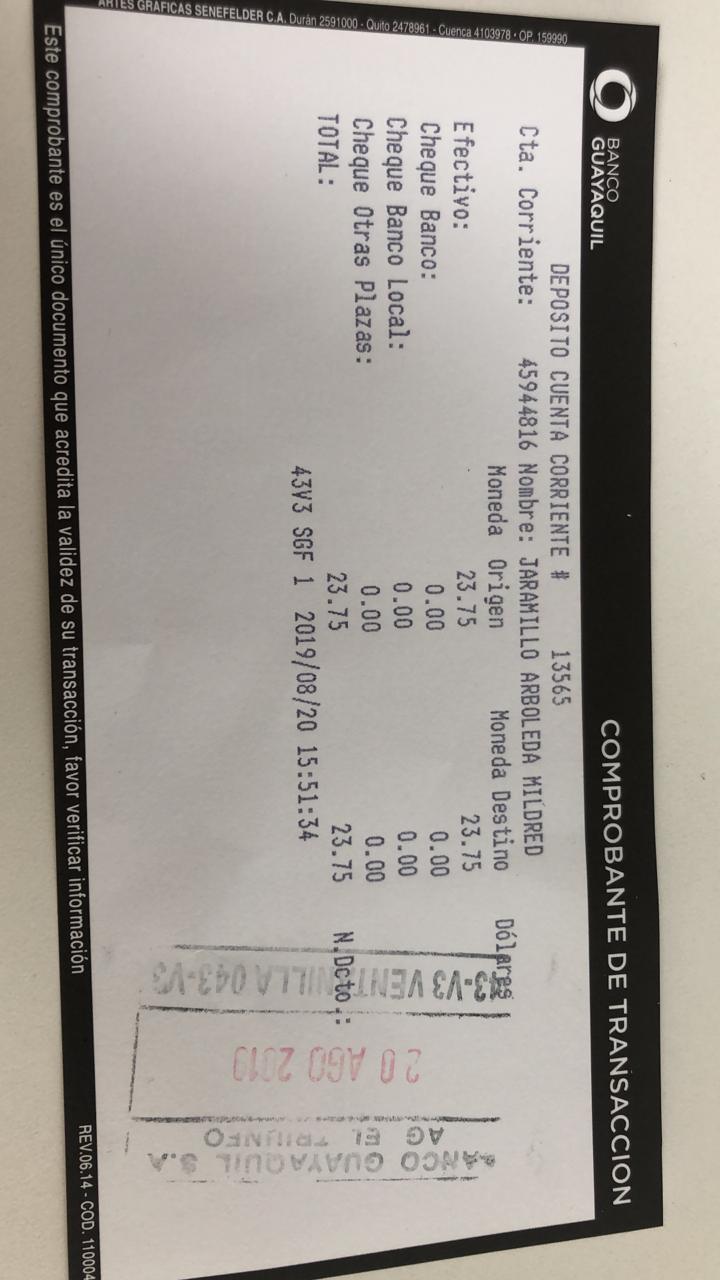 BANCO
GUAYAQUIL
COMPROBANTE DE TRANSACCION
DEPOSITO CUENTA CORRIENTE # 13565
Cta. Corriente: 45944816 Nombre: JARAMILLO ARBOLEDA MILDRED
Moneda Origen Moneda Destino Dólares
Efectivo: 23.75 23.75
Cheque Banco: 0.00 0.00
Cheque Banco Local: 0.00 0.00
Cheque Otras Plazas: 0.00 0.00
TOTAL: 23.75 23.75 N.Dcto.:
43V3 SGF 1 2019/08/20 15:51:34
BANCO GUAYAQUIL S.A
AG EL TRIUNFO
20 AGO 2019
43-V3 VENTANILLA 043-V3
Este comprobante es el único documento que acredita la validez de su transacción, favor verificar información
REV.06.14 - COD. 110004
ARTES GRAFICAS SENEFELDER C.A. Durán 2591000 - Quito 2478961 - Cuenca 4103978 • OP. 159990